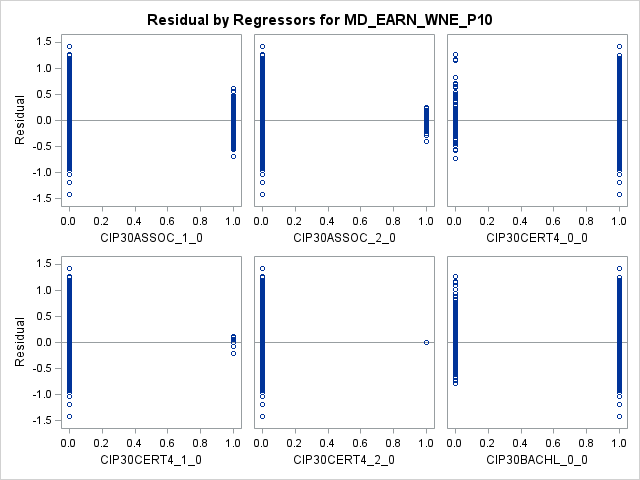 Residual by Regressors for MD_EARN_WNE_P10
1.5
1.0
0.5
0.0
-0.5
-1.0
-1.5
Residual
0.0 0.2 0.4 0.6 0.8 1.0
CIP30ASSOC_1_0
0.0 0.2 0.4 0.6 0.8 1.0
CIP30ASSOC_2_0
0.0 0.2 0.4 0.6 0.8 1.0
CIP30CERT4_0_0
1.5
1.0
0.5
0.0
-0.5
-1.0
-1.5
Residual
0.0 0.2 0.4 0.6 0.8 1.0
CIP30CERT4_1_0
0.0 0.2 0.4 0.6 0.8 1.0
CIP30CERT4_2_0
0.0 0.2 0.4 0.6 0.8 1.0
CIP30BACHL_0_0